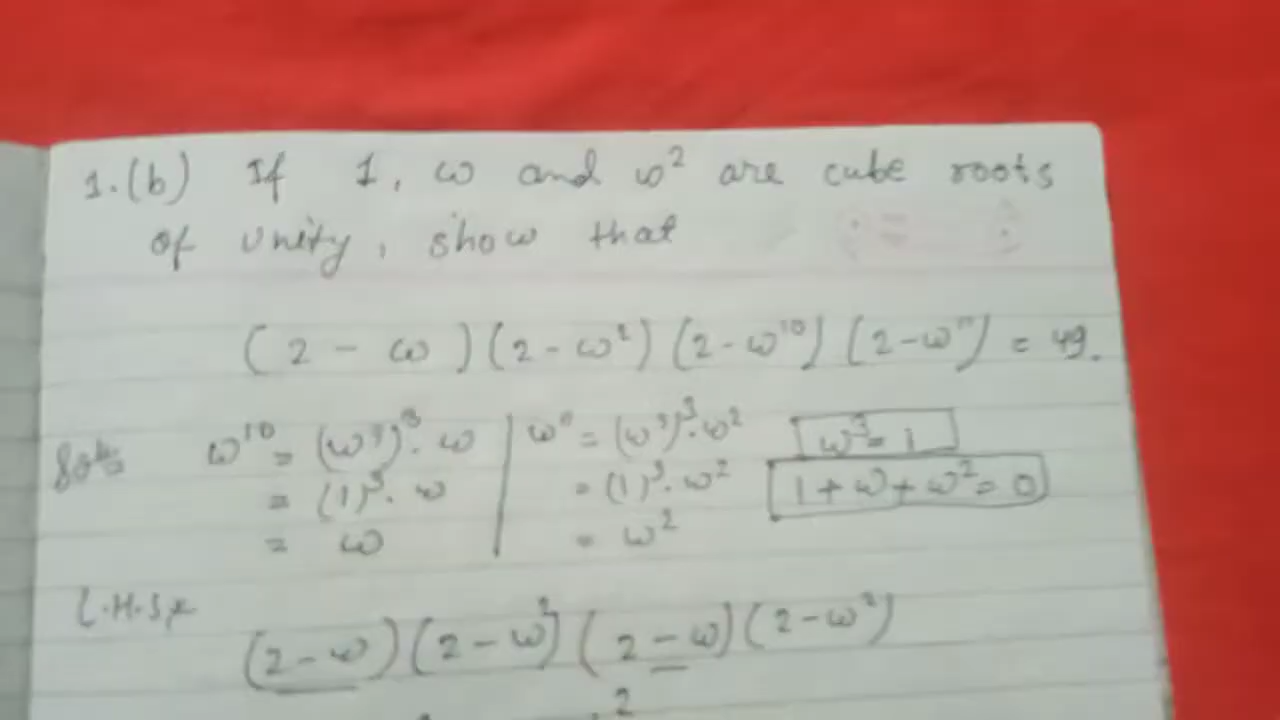 1.(b) If 1, ω and ω² are cube roots
of unity, show that
(2 - ω)(2 - ω²)(2 - ω¹⁰)(2 - ω¹¹) = 49.
ω¹⁰ = (ω³)³. ω | ω¹¹ = (ω³)³. ω² ω³ = 1
= (1)³. ω = (1)³. ω² 1 + ω + ω² = 0
= ω = ω²
L.H.S.
(2 - ω)(2 - ω²)(2 - ω)(2 - ω²)
2